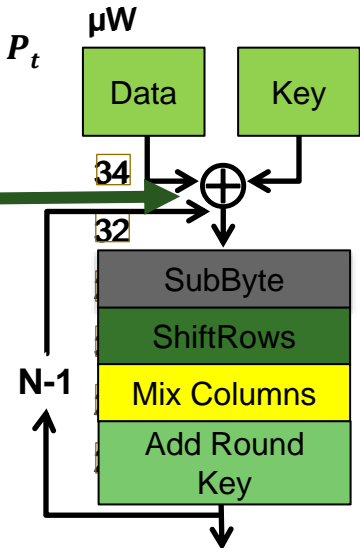 μW
P_t
Data
Key
34
32
SubByte
ShiftRows
N-1
Mix Columns
Add Round
Key